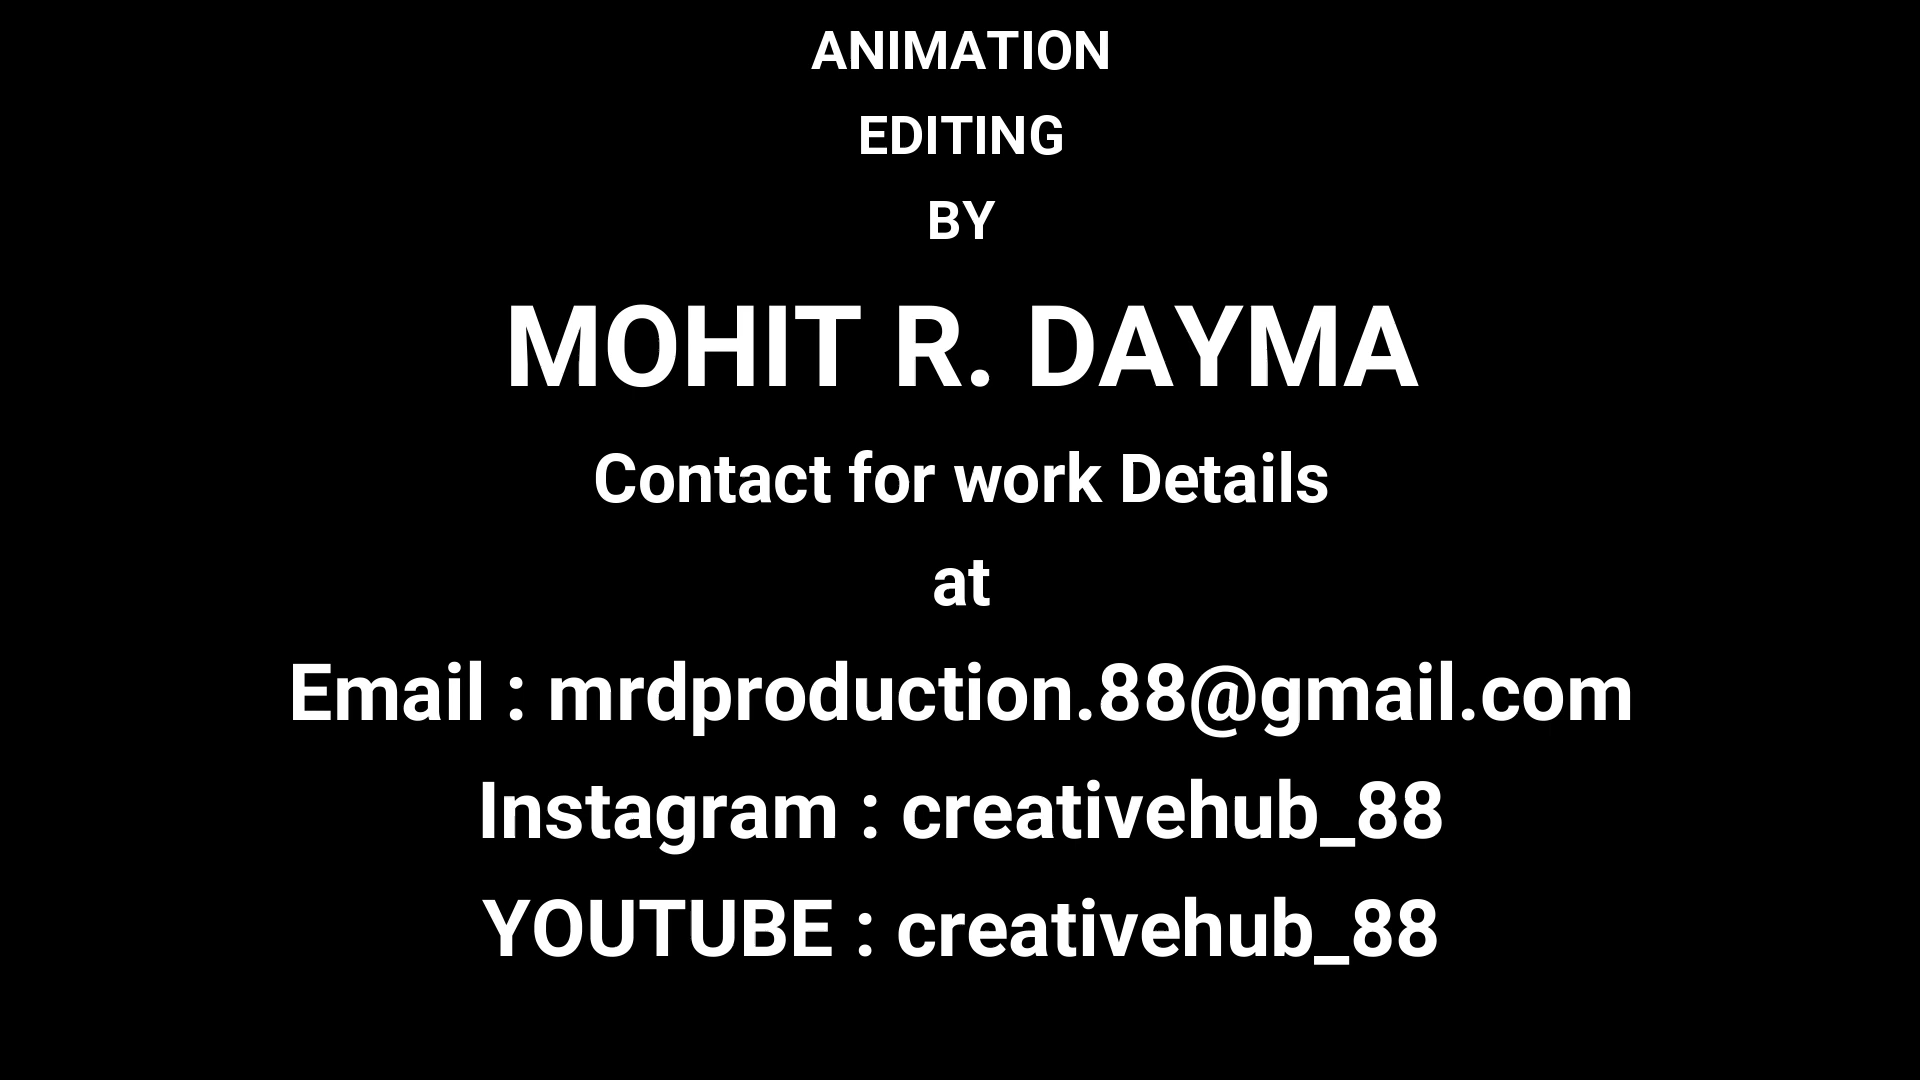 ANIMATION
EDITING
BY
MOHIT R. DAYMA
Contact for work Details
at
Email : mrdproduction.88@gmail.com
Instagram : creativehub_88
YOUTUBE : creativehub_88